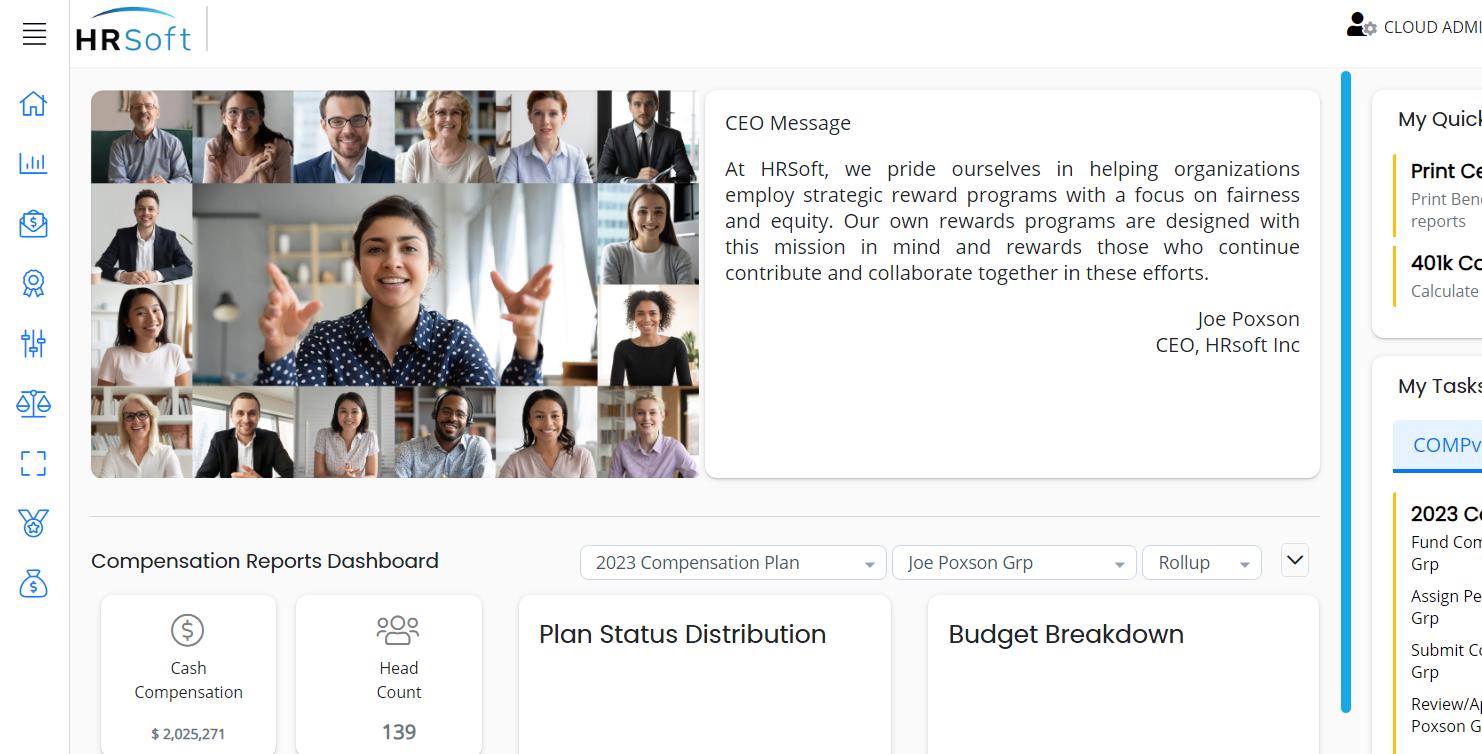 HRSoft
CLOUD ADMI
CEO Message
At HRSoft, we pride ourselves in helping organizations
employ strategic reward programs with a focus on fairness
and equity. Our own rewards programs are designed with
this mission in mind and rewards those who continue
contribute and collaborate together in these efforts.
Joe Poxson
CEO, HRsoft Inc
My Quick
Print Ce
Print Bene
reports
401k Ca
Calculate
My Tasks
COMPv
2023 Co
Fund Com
Grp
Assign Pe
Grp
Submit Co
Grp
Review/Ap
Poxson G
Compensation Reports Dashboard
2023 Compensation Plan
Joe Poxson Grp
Rollup
Cash
Compensation
$ 2,025,271
Head
Count
139
Plan Status Distribution
Budget Breakdown